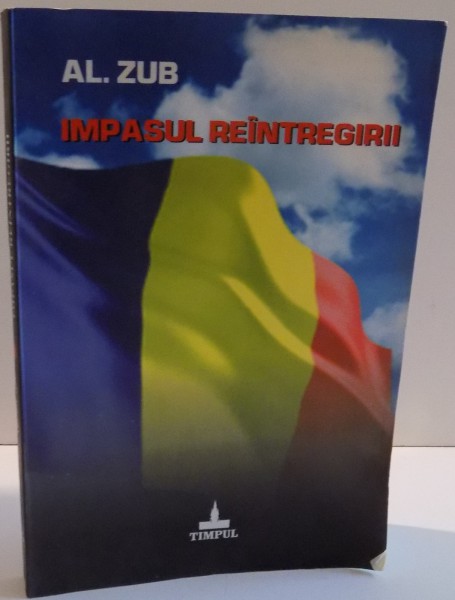 AL. ZUB
IMPASUL REÎNTREGIRII
TIMPUL